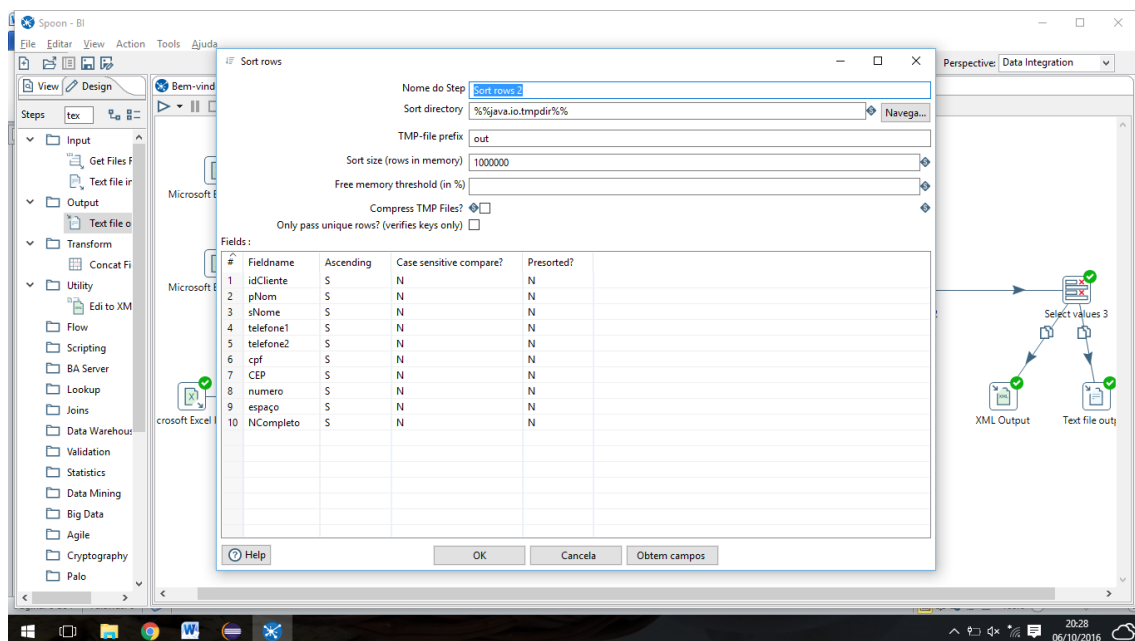 Spoon - BI
File Editar View Action Tools Ajuda
Perspective: Data Integration
View Design
Steps tex
Input
Get Files F
Text file in
Output
Text file o
Transform
Concat Fi
Utility
Edi to XM
Flow
Scripting
BA Server
Lookup
Joins
Data Warehous
Validation
Statistics
Data Mining
Big Data
Agile
Cryptography
Palo
Bem-vind
Microsoft E
Microsoft E
crosoft Excel I
Sort rows
Nome do Step Sort rows 2
Sort directory %%java.io.tmpdir%% Navega...
TMP-file prefix out
Sort size (rows in memory) 1000000
Free memory threshold (in %)
Compress TMP Files?
Only pass unique rows? (verifies keys only)
Fields :
# Fieldname Ascending Case sensitive compare? Presorted?
1 idCliente S N N
2 pNom S N N
3 sNome S N N
4 telefone1 S N N
5 telefone2 S N N
6 cpf S N N
7 CEP S N N
8 numero S N N
9 espaço S N N
10 NCompleto S N N
Help OK Cancela Obtem campos
Select values 3
XML Output
Text file outp
20:28
06/10/2016